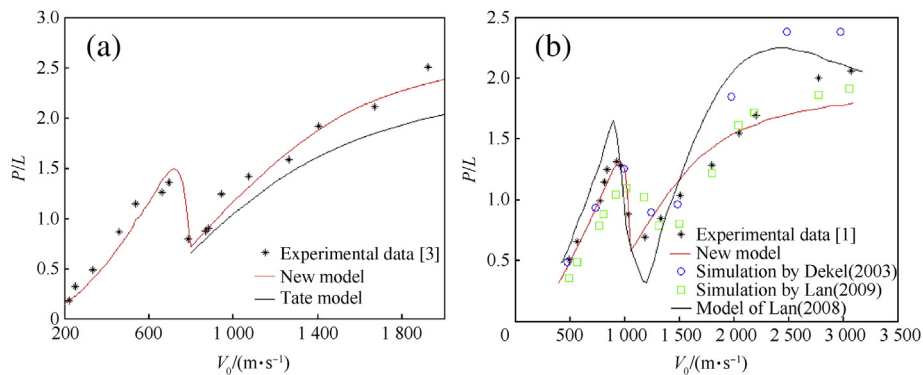 (a)
3.0
2.5
2.0
1.5
1.0
0.5
0.0
P/L
Experimental data [3]
New model
Tate model
200
600
1 000
1 400
1 800
V₀/(m·s⁻¹)
(b)
2.5
2.0
1.5
1.0
0.5
0
P/L
Experimental data [1]
New model
Simulation by Dekel(2003)
Simulation by Lan(2009)
Model of Lan(2008)
500
1 000
1 500
2 000
2 500
3 000
3 500
V₀/(m·s⁻¹)